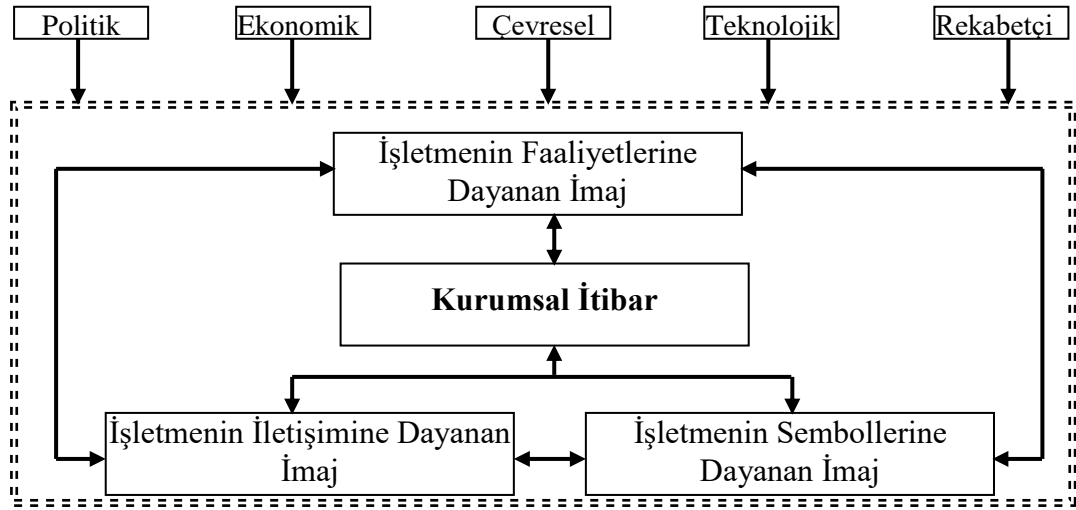 Politik
Ekonomik
Çevresel
Teknolojik
Rekabetçi
İşletmenin Faaliyetlerine
Dayanan İmaj
Kurumsal İtibar
İşletmenin İletişimine Dayanan
İmaj
İşletmenin Sembollerine
Dayanan İmaj